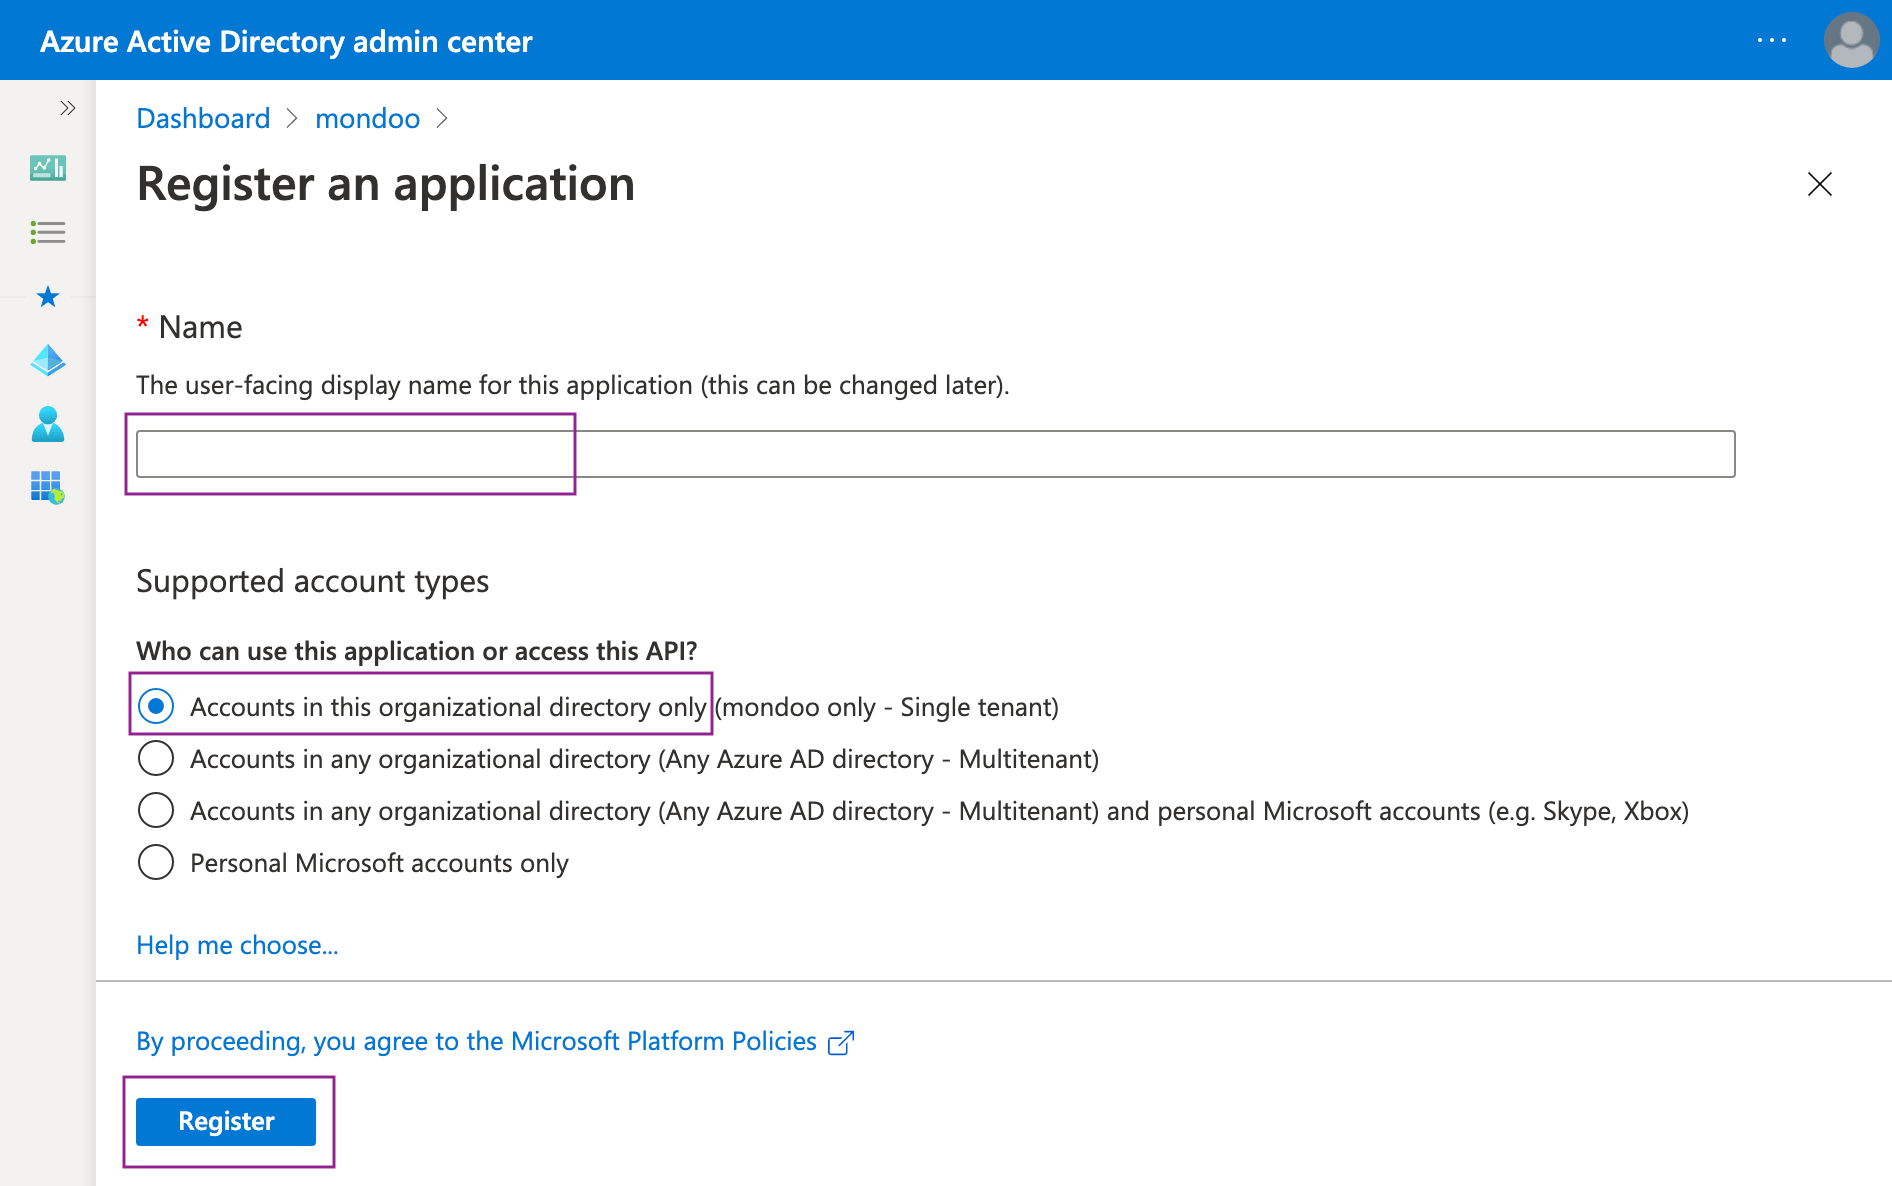 Azure Active Directory admin center
Dashboard > mondoo >
Register an application
* Name
The user-facing display name for this application (this can be changed later).
Supported account types
Who can use this application or access this API?
Accounts in this organizational directory only (mondoo only - Single tenant)
Accounts in any organizational directory (Any Azure AD directory - Multitenant)
Accounts in any organizational directory (Any Azure AD directory - Multitenant) and personal Microsoft accounts (e.g. Skype, Xbox)
Personal Microsoft accounts only
Help me choose...
By proceeding, you agree to the Microsoft Platform Policies
Register